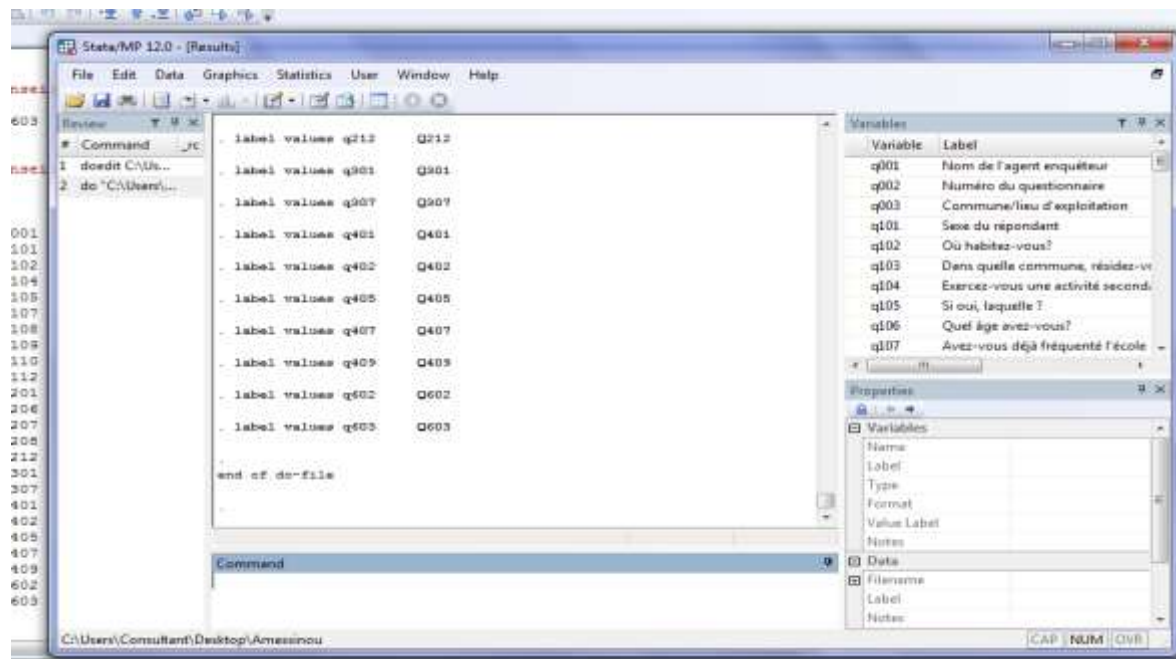 Stata/MP 12.0 - [Results]
File Edit Data Graphics Statistics User Window Help
Review
# Command _rc
1 doedit C:\Us...
2 do "C:\Users\...
. label values q212 Q212
. label values q301 Q301
. label values q307 Q307
. label values q401 Q401
. label values q402 Q402
. label values q405 Q405
. label values q407 Q407
. label values q409 Q409
. label values q602 Q602
. label values q603 Q603
.
end of do-file
.
Command
C:\Users\Consultant\Desktop\Amessinou
Variables
Variable Label
q001 Nom de l'agent enquêteur
q002 Numéro du questionnaire
q003 Commune/lieu d'exploitation
q101 Sexe du répondant
q102 Où habitez-vous?
q103 Dans quelle commune, résidez-v
q104 Exercez-vous une activité second
q105 Si oui, laquelle ?
q106 Quel âge avez-vous?
q107 Avez-vous déjà fréquenté l'école
Properties
Variables
Name
Label
Type
Format
Value Label
Notes
Data
Filename
Label
Notes
CAP NUM OVR
603
001
101
102
104
105
107
108
109
110
112
201
206
207
208
212
301
307
401
402
405
407
409
602
603